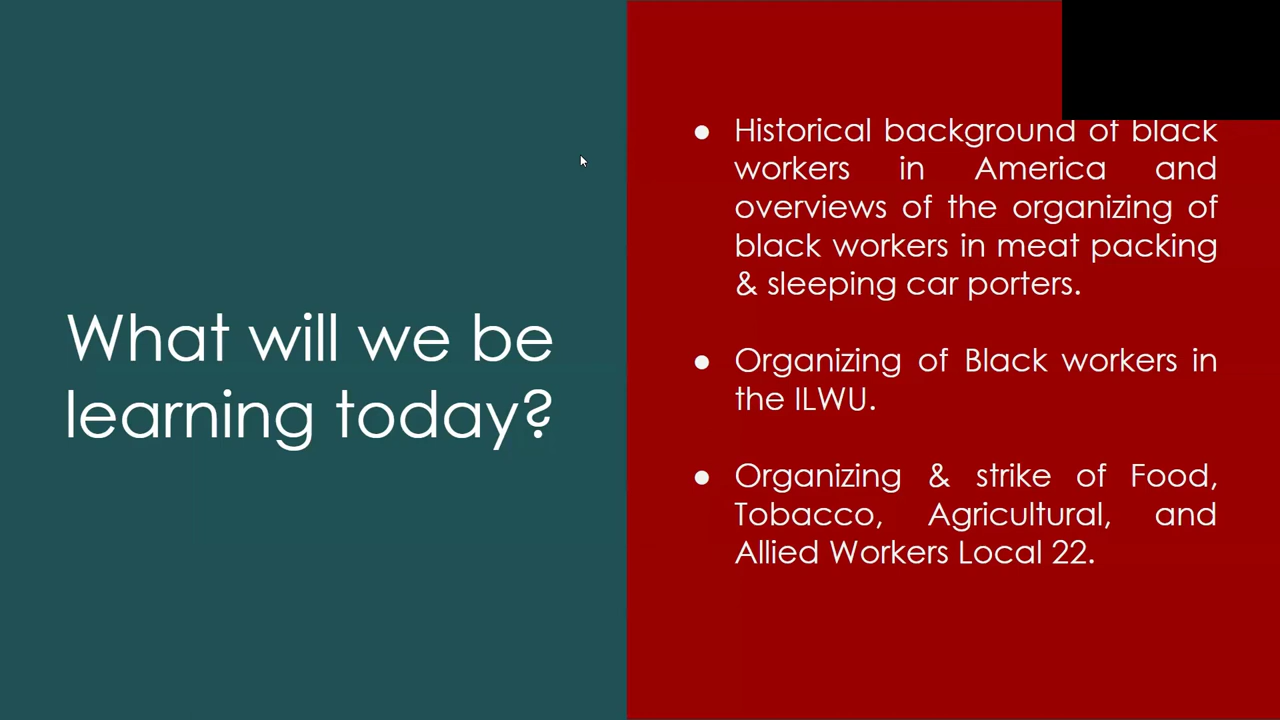 What will we be
learning today?
● Historical background of black
workers in America and
overviews of the organizing of
black workers in meat packing
& sleeping car porters.
● Organizing of Black workers in
the ILWU.
● Organizing & strike of Food,
Tobacco, Agricultural, and
Allied Workers Local 22.